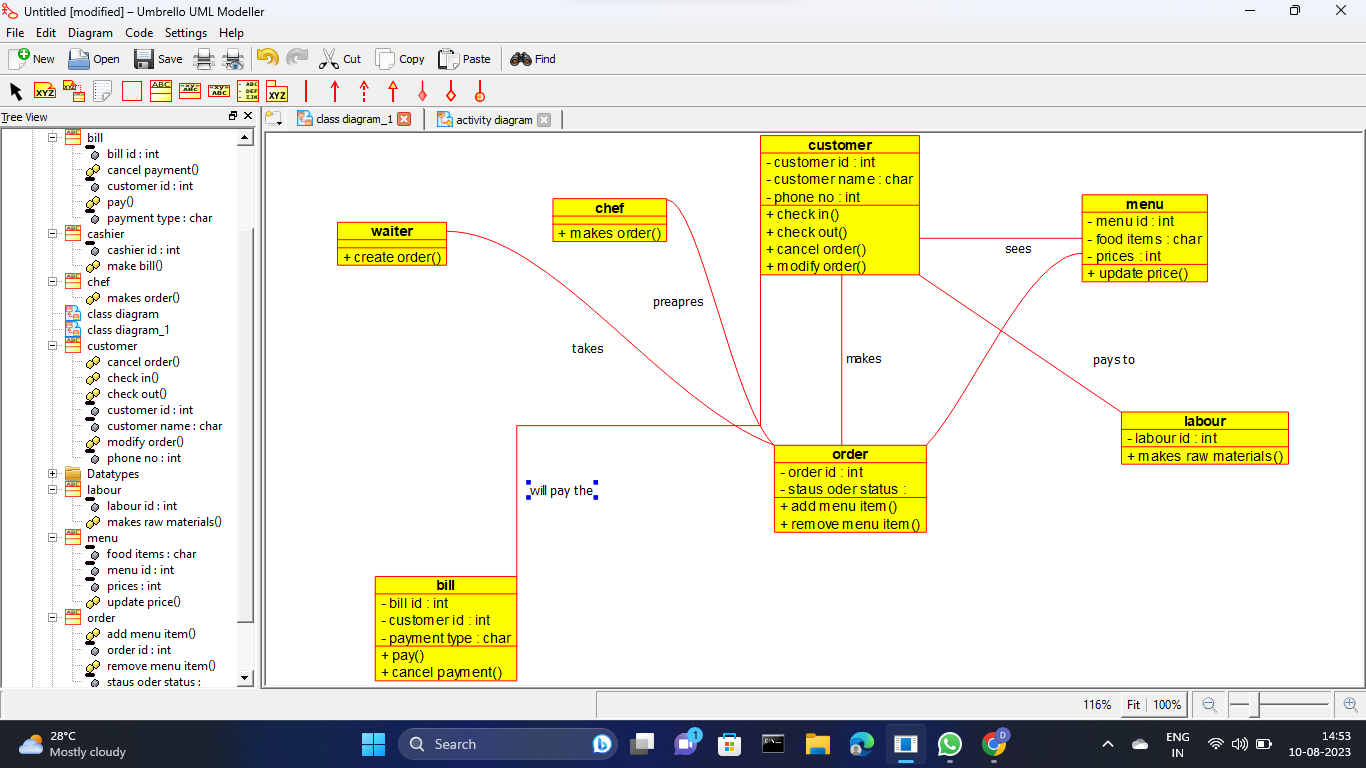 Untitled [modified] – Umbrello UML Modeller
File Edit Diagram Code Settings Help
New Open Save Cut Copy Paste Find
Tree View
class diagram_1 activity diagram
bill
bill id : int
cancel payment()
customer id : int
pay()
payment type : char
cashier
cashier id : int
make bill()
chef
makes order()
class diagram
class diagram_1
customer
cancel order()
check in()
check out()
customer id : int
customer name : char
modify order()
phone no : int
Datatypes
labour
labour id : int
makes raw materials()
menu
food items : char
menu id : int
prices : int
update price()
order
add menu item()
order id : int
remove menu item()
staus oder status :
customer
- customer id : int
- customer name : char
- phone no : int
+ check in()
+ check out()
+ cancel order()
+ modify order()
chef
+ makes order()
waiter
+ create order()
menu
- menu id : int
- food items : char
- prices : int
+ update price()
sees
preapres
takes
makes
pays to
labour
- labour id : int
+ makes raw materials()
order
- order id : int
- staus oder status :
+ add menu item()
+ remove menu item()
will pay the
bill
- bill id : int
- customer id : int
- payment type : char
+ pay()
+ cancel payment()
116% Fit 100%
28°C
Mostly cloudy
Search
1
D
ENG
IN
14:53
10-08-2023